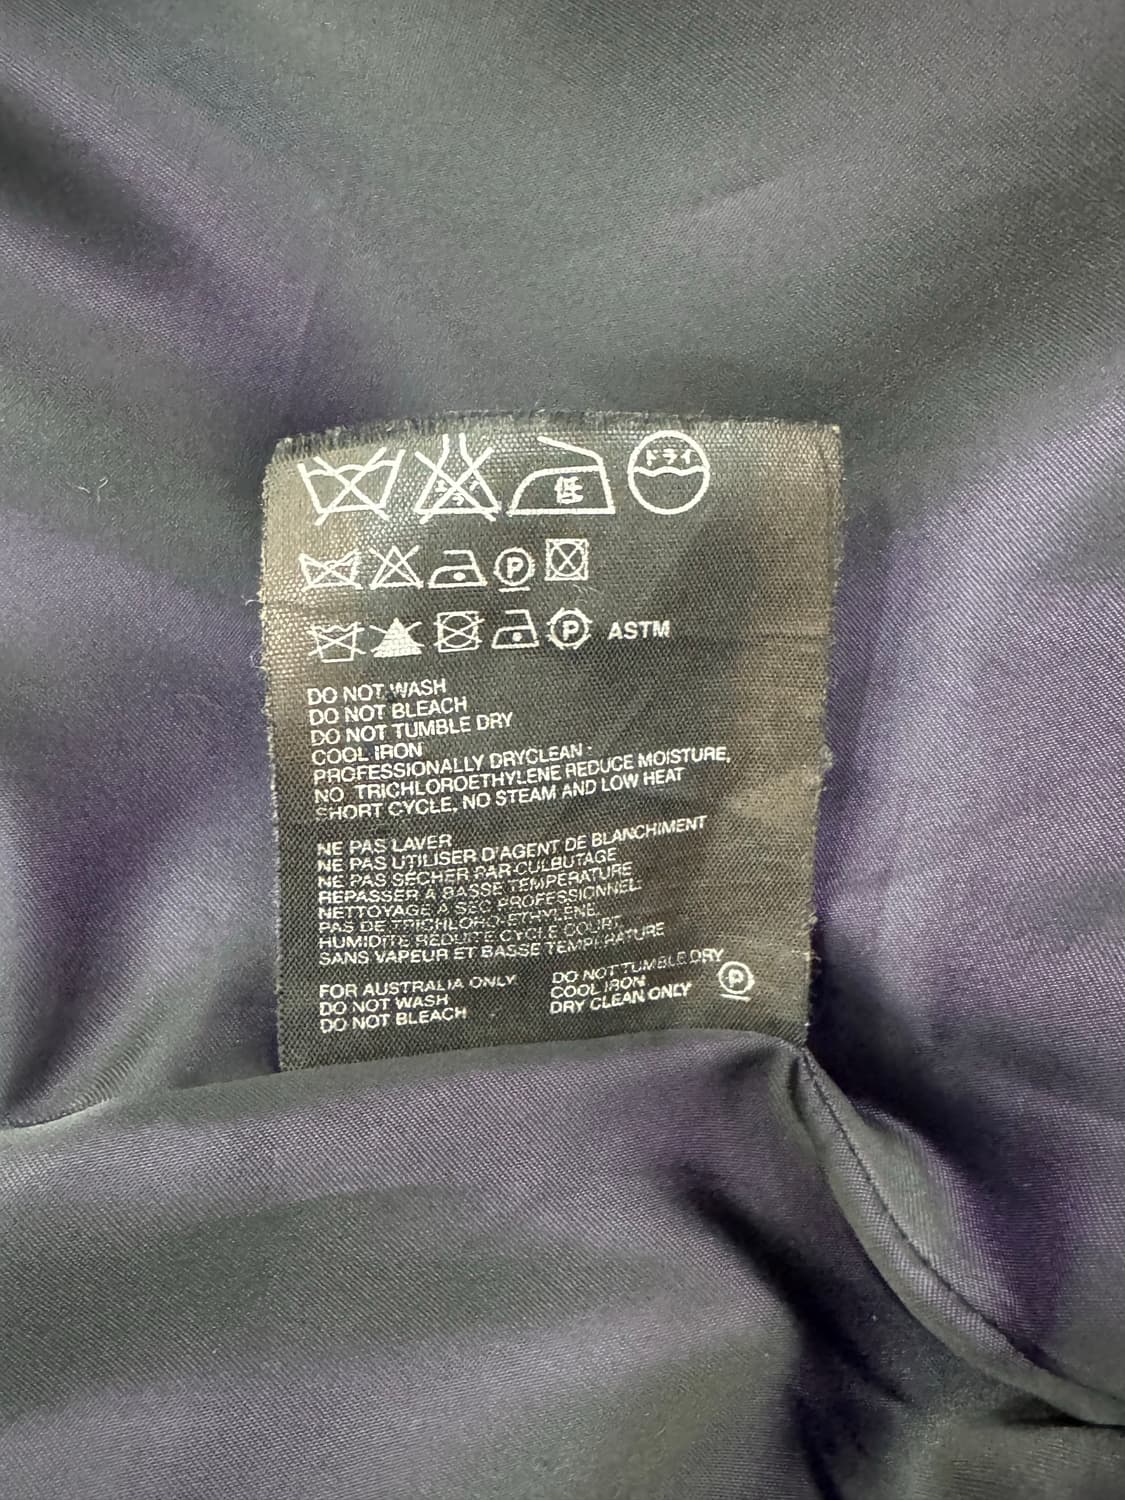 エンソ 低 ドライ
P
P ASTM
DO NOT WASH
DO NOT BLEACH
DO NOT TUMBLE DRY
COOL IRON
PROFESSIONALLY DRYCLEAN -
NO TRICHLOROETHYLENE REDUCE MOISTURE,
SHORT CYCLE, NO STEAM AND LOW HEAT
NE PAS LAVER
NE PAS UTILISER D'AGENT DE BLANCHIMENT
NE PAS SÉCHER PAR CULBUTAGE
REPASSER À BASSE TEMPÉRATURE
NETTOYAGE À SEC PROFESSIONNEL.
PAS DE TRICHLORO-ETHYLÈNE.
HUMIDITÉ RÉDUITE CYCLE COURT,
SANS VAPEUR ET BASSE TEMPÉRATURE
FOR AUSTRALIA ONLY
DO NOT WASH
DO NOT BLEACH
DO NOT TUMBLE DRY
COOL IRON
DRY CLEAN ONLY P